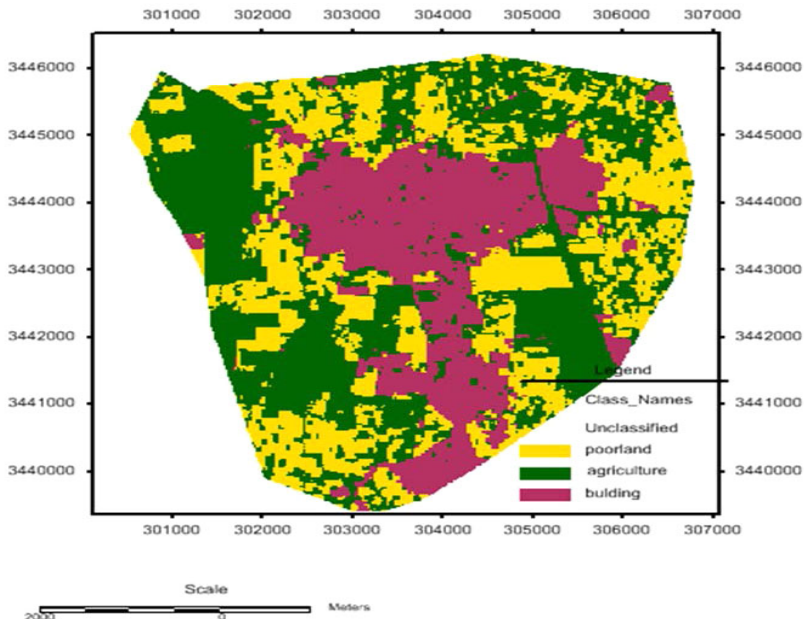 301000 302000 303000 304000 305000 306000 307000
3446000 3446000
3445000 3445000
3444000 3444000
3443000 3443000
3442000 3442000
Legend
3441000 Class_Names 3441000
Unclassified
poorland
3440000 agriculture 3440000
bulding
301000 302000 303000 304000 305000 306000 307000
Scale
2000 0 Meters